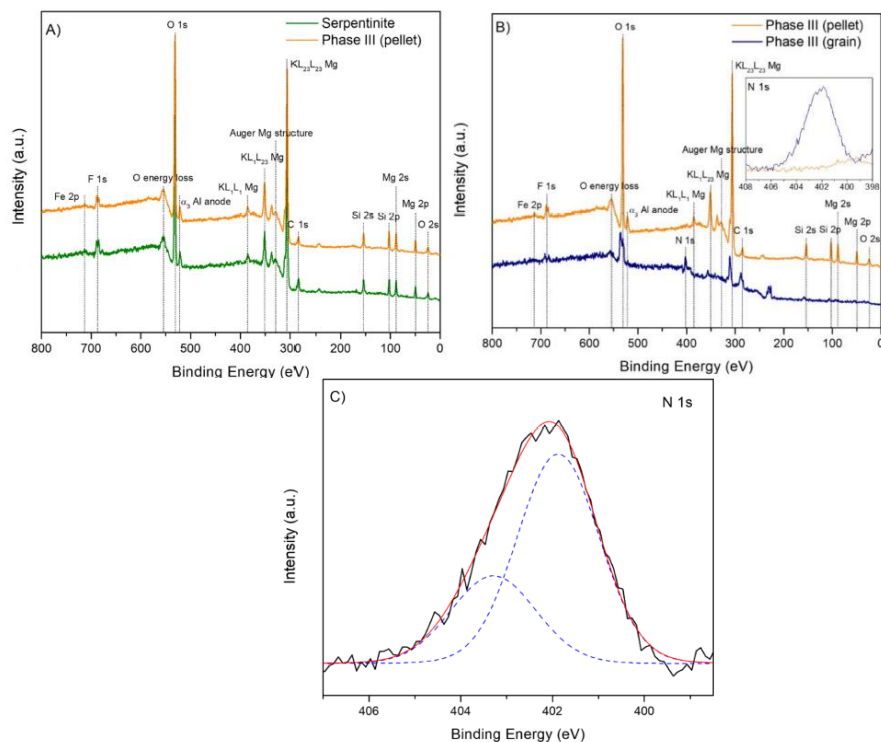 A)
Serpentinite
Phase III (pellet)
O 1s
KL23L23 Mg
Auger Mg structure
KL1L23 Mg
F 1s
O energy loss
KL1L1 Mg
Mg 2s
Fe 2p
α3 Al anode
C 1s
Si 2s
Si 2p
Mg 2p
O 2s
Intensity (a.u.)
800 700 600 500 400 300 200 100 0
Binding Energy (eV)
B)
Phase III (pellet)
Phase III (grain)
O 1s
KL23L23 Mg
N 1s
408 406 404 402 400 398
Auger Mg structure
KL1L23 Mg
F 1s
O energy loss
KL1L1 Mg
Mg 2s
Fe 2p
α3 Al anode
N 1s
C 1s
Si 2s
Si 2p
Mg 2p
O 2s
Intensity (a.u.)
800 700 600 500 400 300 200 100 0
Binding Energy (eV)
C)
N 1s
Intensity (a.u.)
406 404 402 400
Binding Energy (eV)